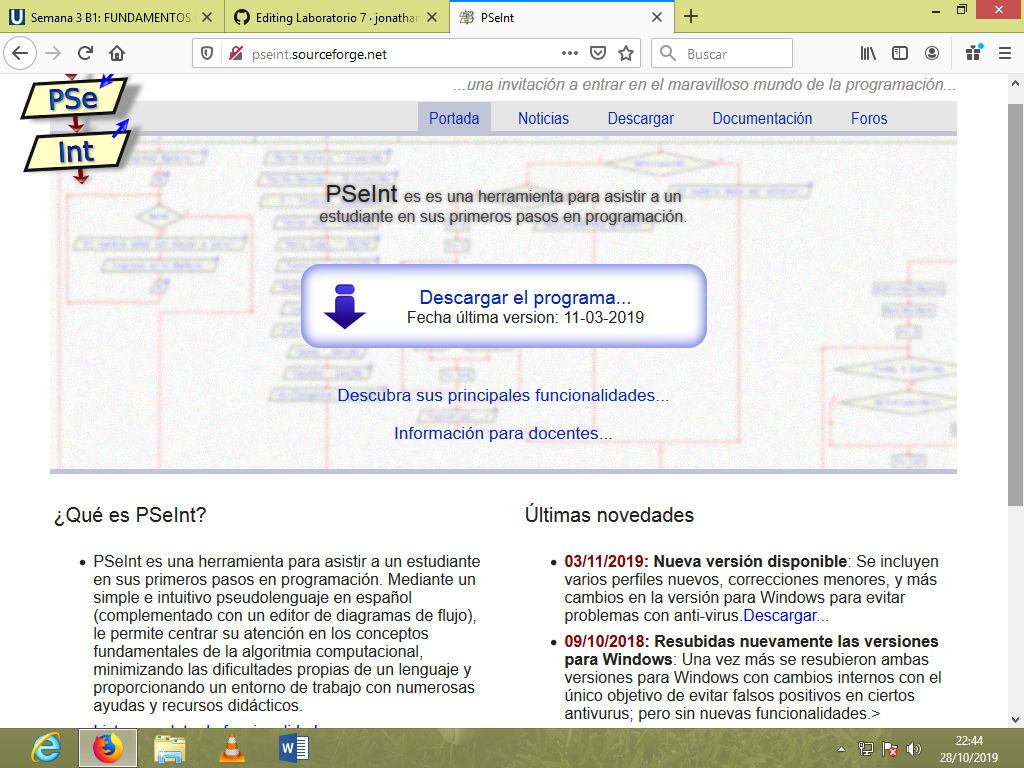 Semana 3 B1: FUNDAMENTOS
Editing Laboratorio 7 · jonathan
PSeInt
pseint.sourceforge.net
Buscar
PSe
Int
...una invitación a entrar en el maravilloso mundo de la programación...
Portada
Noticias
Descargar
Documentación
Foros
PSeInt es es una herramienta para asistir a un
estudiante en sus primeros pasos en programación.
Descargar el programa...
Fecha última version: 11-03-2019
Descubra sus principales funcionalidades...
Información para docentes...
¿Qué es PSeInt?
PSeInt es una herramienta para asistir a un estudiante
en sus primeros pasos en programación. Mediante un
simple e intuitivo pseudolenguaje en español
(complementado con un editor de diagramas de flujo),
le permite centrar su atención en los conceptos
fundamentales de la algoritmia computacional,
minimizando las dificultades propias de un lenguaje y
proporcionando un entorno de trabajo con numerosas
ayudas y recursos didácticos.
Últimas novedades
03/11/2019: Nueva versión disponible: Se incluyen
varios perfiles nuevos, correcciones menores, y más
cambios en la versión para Windows para evitar
problemas con anti-virus.Descargar...
09/10/2018: Resubidas nuevamente las versiones
para Windows: Una vez más se resubieron ambas
versiones para Windows con cambios internos con el
único objetivo de evitar falsos positivos en ciertos
antivirus; pero sin nuevas funcionalidades.>
22:44
28/10/2019